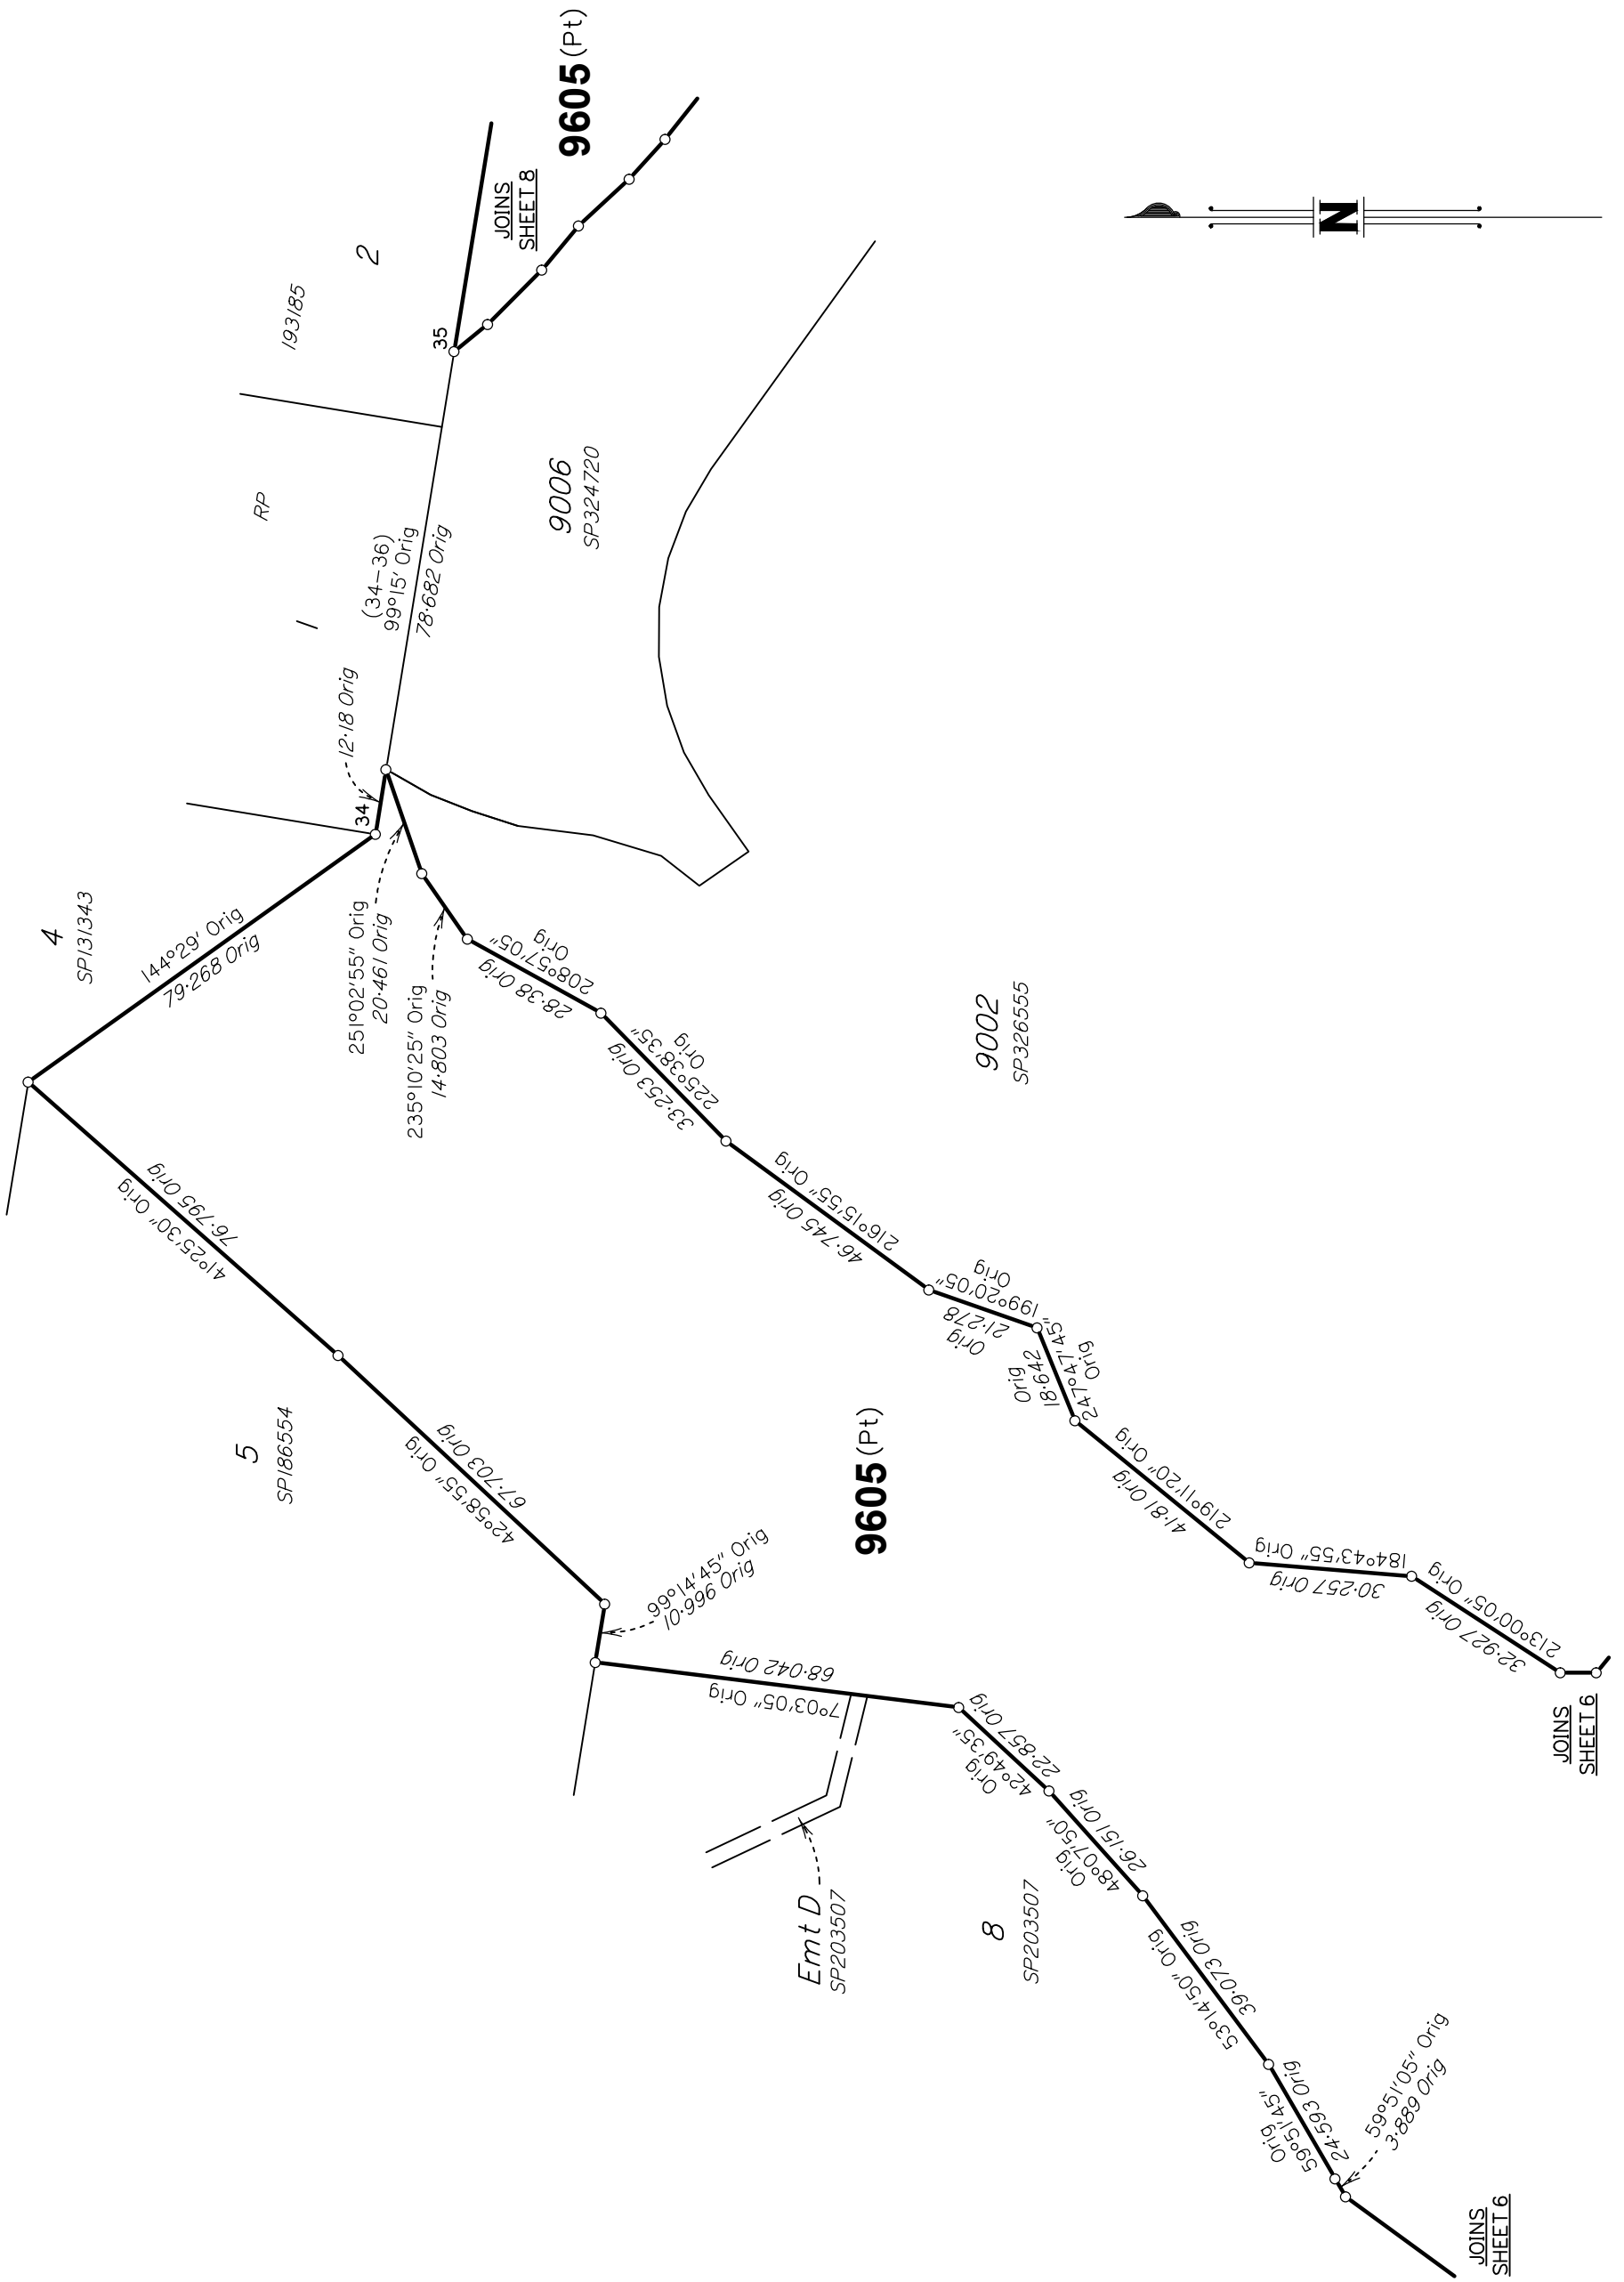 4
SP131343
144°29' Orig
79·268 Orig
12·18 Orig
34
1
RP
193185
2
(34-36)
99°15' Orig
78·682 Orig
35
JOINS
SHEET 8
9605 (Pt)
9006
SP324720
251°02'55" Orig
20·461 Orig
235°10'25" Orig
14·803 Orig
28·38 Orig
208°57'05"
Orig
33·253 Orig
225°38'35"
Orig
46·745 Orig
216°15'55" Orig
21·278
Orig
199°20'05"
Orig
18·642
Orig
247°47'45"
Orig
41·81 Orig
219°11'20" Orig
30·257 Orig
184°43'55" Orig
32·927 Orig
213°00'05" Orig
JOINS
SHEET 6
9002
SP326555
N
41°25'30" Orig
76·795 Orig
5
SP186554
42°58'55" Orig
67·703 Orig
99°14'45" Orig
10·966 Orig
9605 (Pt)
7°03'05" Orig
68·042 Orig
Emt D
SP203507
8
SP203507
42°49'35"
Orig
22·857 Orig
48°07'50"
Orig
26·151 Orig
53°14'50" Orig
39·073 Orig
59°51'45"
Orig
24·593 Orig
59°51'05" Orig
3·889 Orig
JOINS
SHEET 6